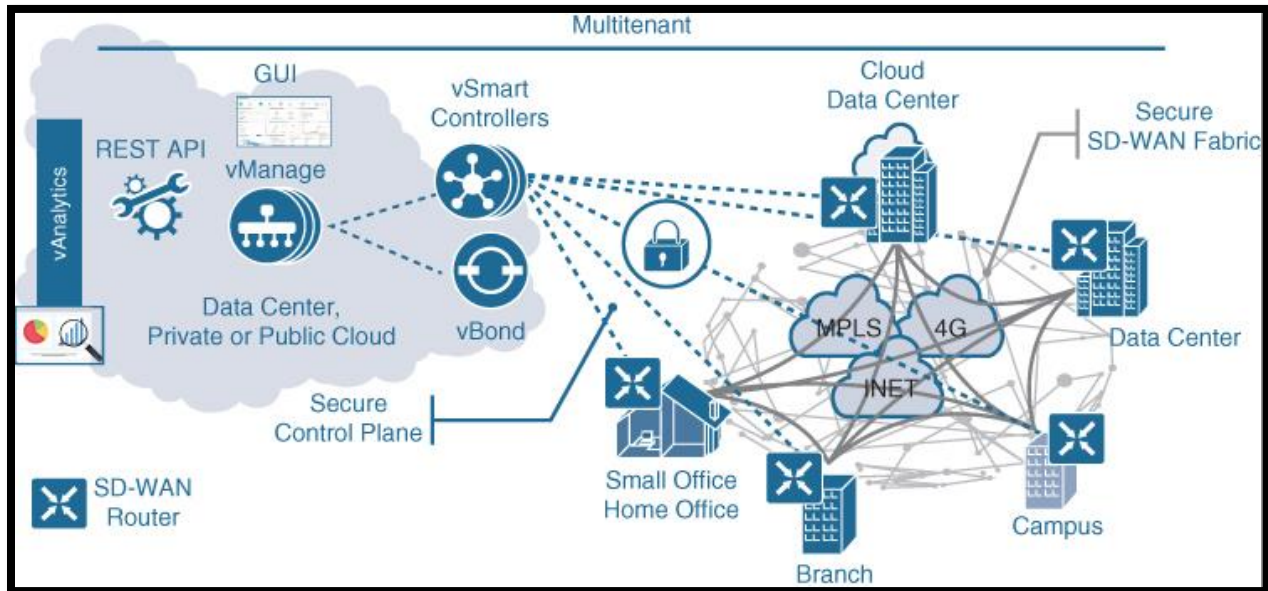 Multitenant
GUI
vSmart
Controllers
Cloud
Data Center
Secure
SD-WAN Fabric
vAnalytics
REST API
vManage
MPLS
4G
INET
Data Center,
Private or Public Cloud
vBond
Data Center
Secure
Control Plane
Small Office
Home Office
SD-WAN
Router
Campus
Branch